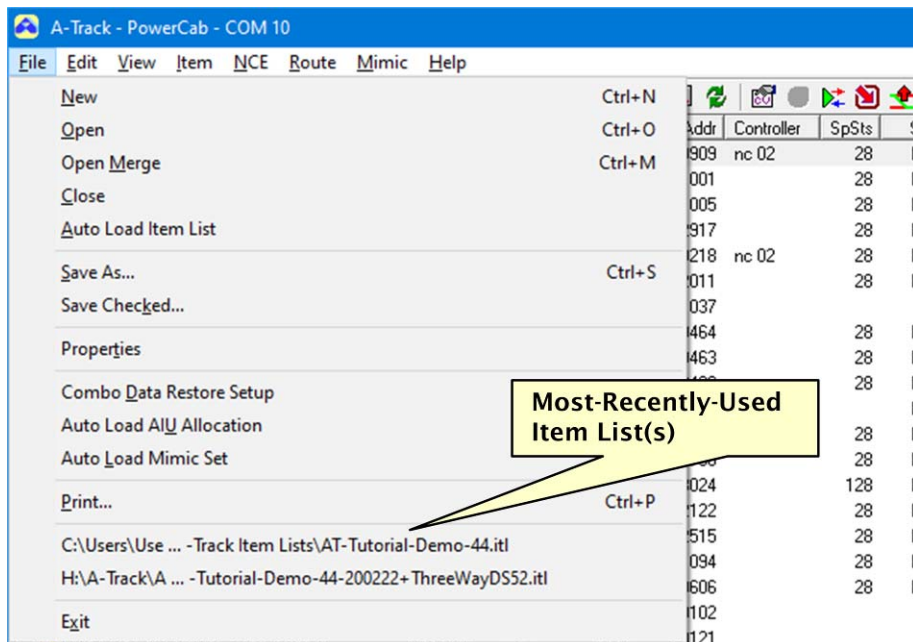 A-Track - PowerCab - COM 10
File Edit View Item NCE Route Mimic Help
New Ctrl+N
Open Ctrl+O
Open Merge Ctrl+M
Close
Auto Load Item List
Save As... Ctrl+S
Save Checked...
Properties
Combo Data Restore Setup
Auto Load AIU Allocation
Auto Load Mimic Set
Print... Ctrl+P
C:\Users\Use ... -Track Item Lists\AT-Tutorial-Demo-44.itl
H:\A-Track\A ... -Tutorial-Demo-44-200222+ThreeWayDS52.itl
Exit
Most-Recently-Used
Item List(s)
Addr Controller SpSts
909 nc 02 28
001 28
005 28
917 28
218 nc 02 28
011 28
037
464 28
463 28
28
28
28
024 128
122 28
515 28
094 28
606 28
102
121